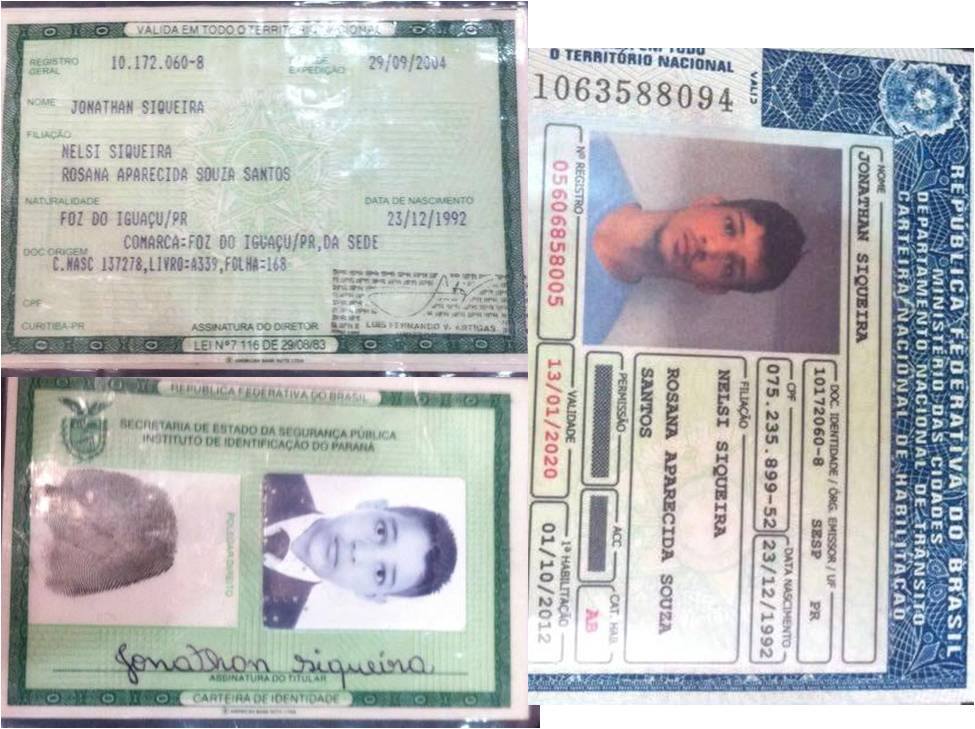 VALIDA EM TODO O TERRITÓRIO NACIONAL
REGISTRO GERAL 10.172.060-8 DE EXPEDIÇÃO 29/09/2004
NOME JONATHAN SIQUEIRA
FILIAÇÃO
NELSI SIQUEIRA
ROSANA APARECIDA SOUZA SANTOS
NATURALIDADE DATA DE NASCIMENTO
FOZ DO IGUAÇU/PR 23/12/1992
DOC ORIGEM COMARCA=FOZ DO IGUAÇU/PR,DA SEDE
C.NASC 137278,LIVRO=A339,FOLHA=168
CPF
LUIS FERNANDO V. ARTIGAS
CURITIBA-PR ASSINATURA DO DIRETOR
LEI Nº 7.116 DE 29/08/83
REPÚBLICA FEDERATIVA DO BRASIL
SECRETARIA DE ESTADO DA SEGURANÇA PÚBLICA
INSTITUTO DE IDENTIFICAÇÃO DO PARANÁ
POLEGAR DIREITO
Jonathan Siqueira
ASSINATURA DO TITULAR
CARTEIRA DE IDENTIDADE
EM TODO
O TERRITÓRIO NACIONAL
1063588094
REPÚBLICA FEDERATIVA DO BRASIL
MINISTÉRIO DAS CIDADES
DEPARTAMENTO NACIONAL DE TRÂNSITO
CARTEIRA NACIONAL DE HABILITAÇÃO
NOME
JONATHAN SIQUEIRA
DOC. IDENTIDADE / ÓRG. EMISSOR / UF
10172060-8 SESP PR
CPF DATA NASCIMENTO
075.235.899-52 23/12/1992
FILIAÇÃO
NELSI SIQUEIRA
ROSANA APARECIDA SOUZA
SANTOS
PERMISSÃO ACC CAT. HAB.
AB
Nº REGISTRO VALIDADE 1ª HABILITAÇÃO
05606858005 13/01/2020 01/10/2012